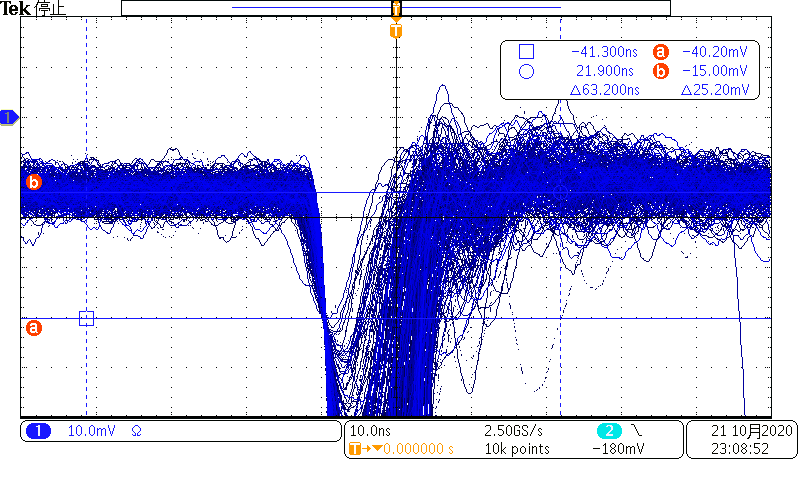 Tek 停止
T
T
−41.300ns a −40.20mV
21.900ns b −15.00mV
Δ63.200ns Δ25.20mV
1
b
a
1 10.0mV Ω
10.0ns 2.50GS/s 2
T→▼0.000000 s 10k points −180mV
21 10月2020
23:08:52